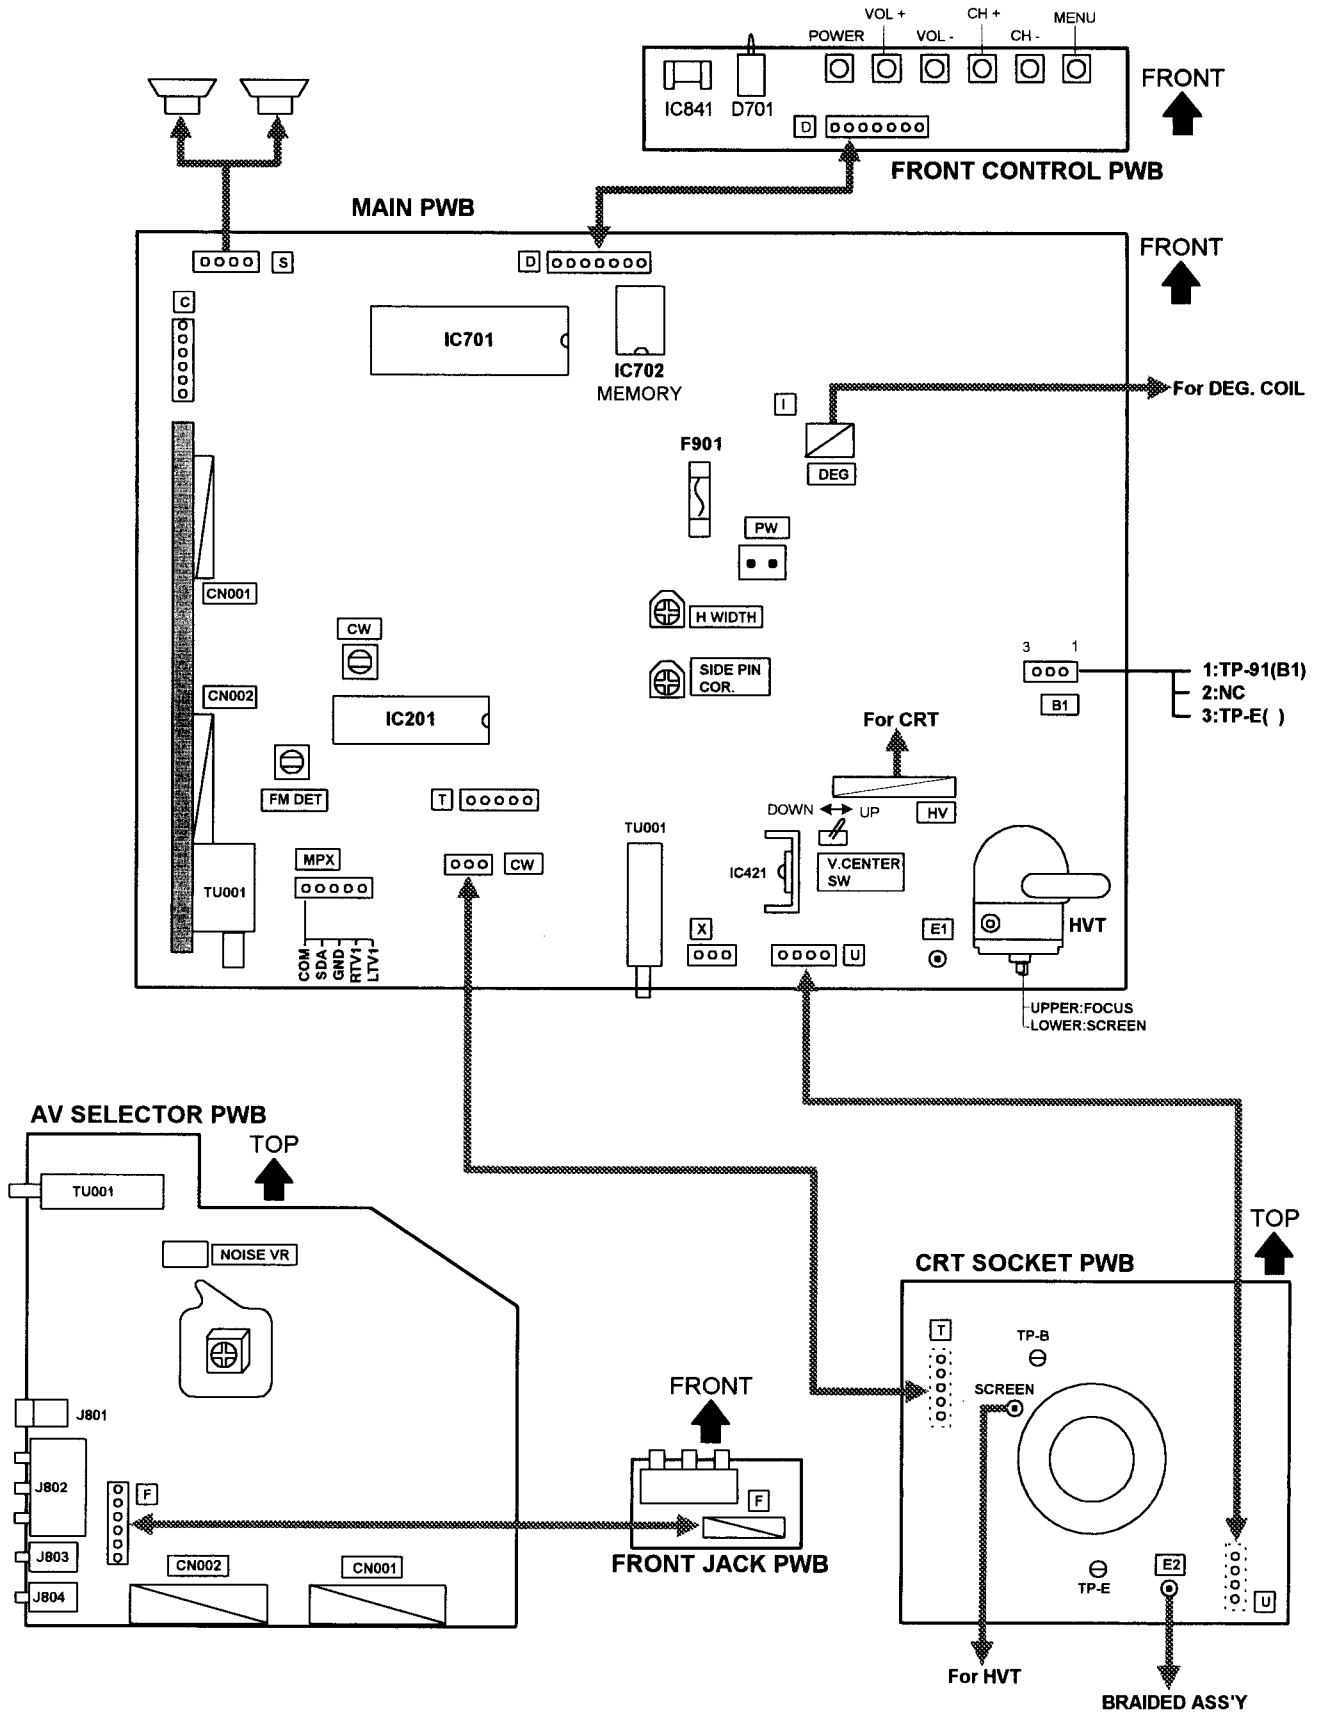 VOL +
CH +
MENU
POWER
VOL -
CH -
IC841
D701
D
FRONT
FRONT CONTROL PWB
MAIN PWB
FRONT
S
D
C
IC701
IC702
MEMORY
I
For DEG. COIL
F901
DEG
PW
CN001
H WIDTH
CW
SIDE PIN
COR.
3 1
1:TP-91(B1)
2:NC
3:TP-E( )
B1
CN002
IC201
For CRT
FM DET
T
DOWN
UP
HV
TU001
MPX
CW
IC421
V.CENTER
SW
TU001
X
U
E1
HVT
COM
SDA
GND
RTV1
LTV1
UPPER:FOCUS
LOWER:SCREEN
AV SELECTOR PWB
TOP
TU001
NOISE VR
J801
J802
F
J803
J804
CN002
CN001
FRONT
F
FRONT JACK PWB
TOP
CRT SOCKET PWB
T
TP-B
SCREEN
TP-E
E2
U
For HVT
BRAIDED ASS'Y